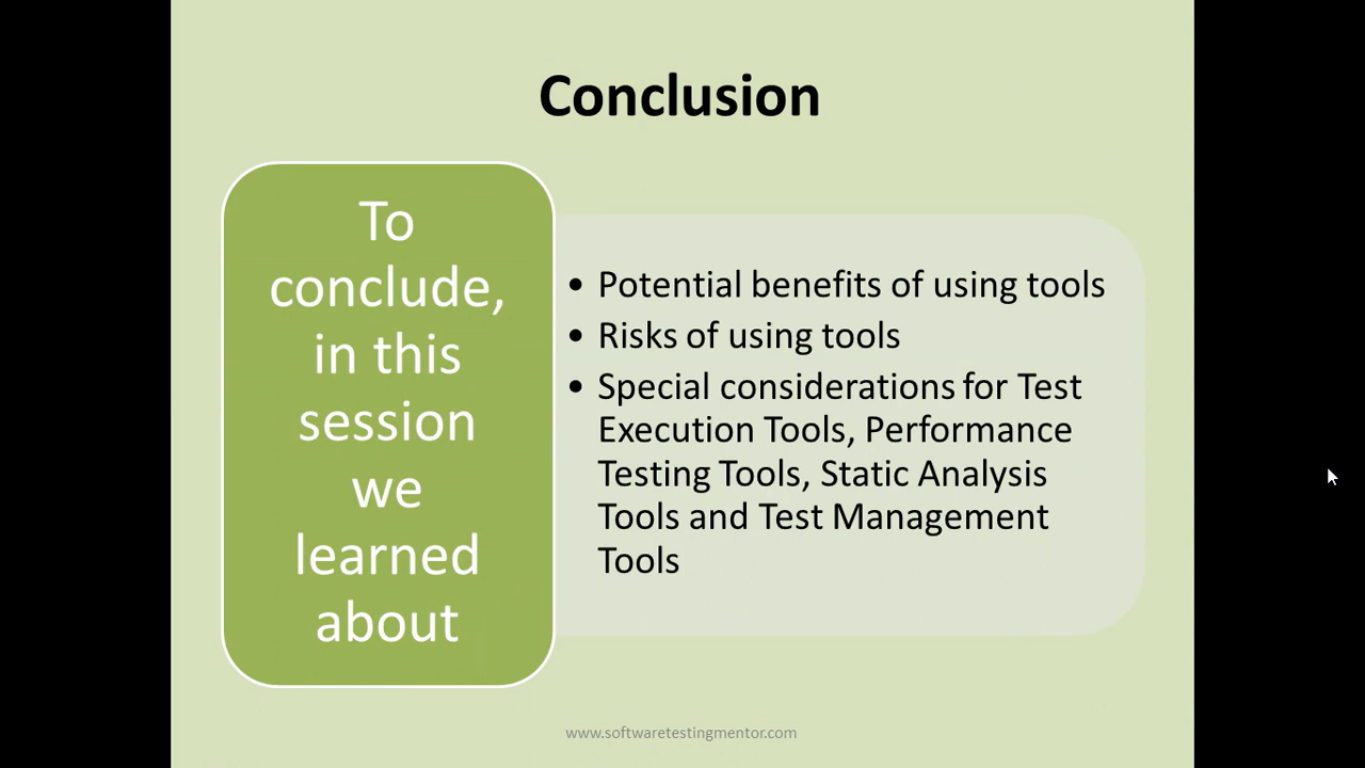 Conclusion
To
conclude,
in this
session
we
learned
about
• Potential benefits of using tools
• Risks of using tools
• Special considerations for Test
Execution Tools, Performance
Testing Tools, Static Analysis
Tools and Test Management
Tools
www.softwaretestingmentor.com